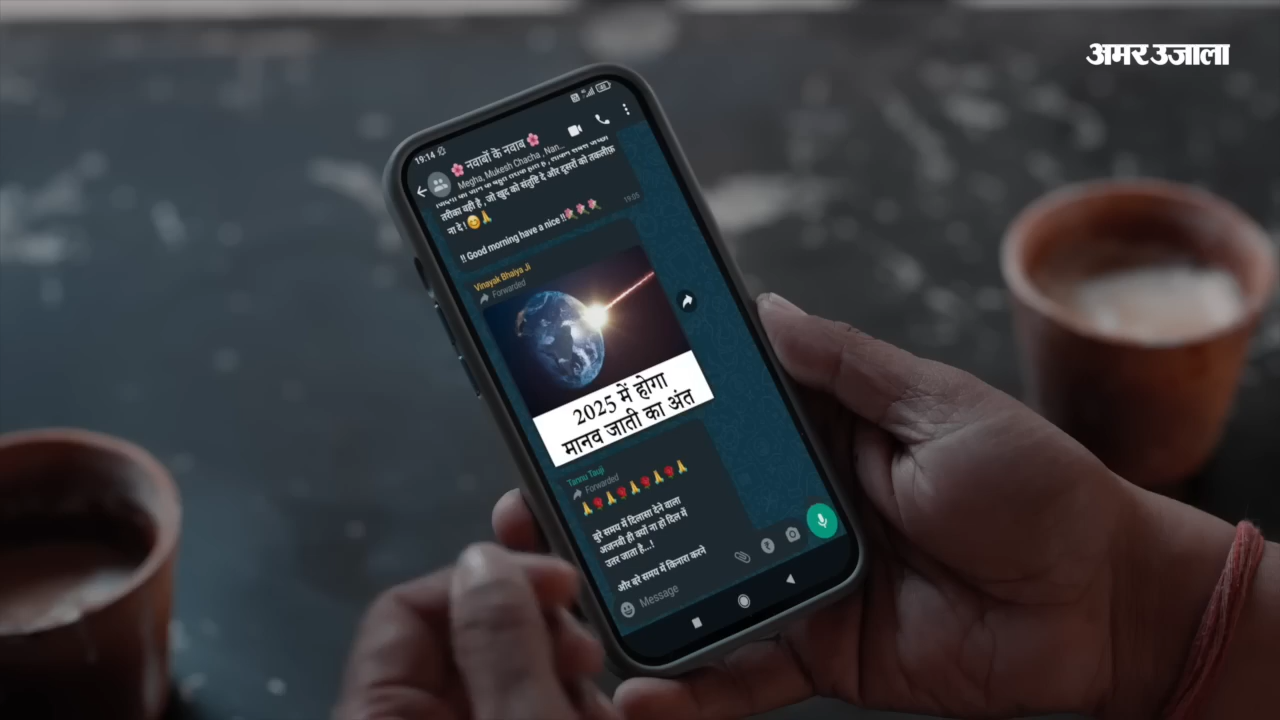 अमर उजाला
19:14
🌸 नवाबों के नवाब 🌸
Megha, Mukesh Chacha, Nan...
तरीका वही है, जो खुद को संतुष्टि दे और दूसरों को तकलीफ़
ना दे ! 😊🙏
19:05
!! Good morning have a nice !!💐💐💐
Vinayak Bhaiya Ji
Forwarded
2025 में होगा
मानव जाती का अंत
Tannu Tauji
Forwarded
🙏🌹🙏🌹🙏🌹🙏🌹🙏
बुरे समय में दिलासा देने वाला
अजनबी ही क्यों ना हो दिल में
उतर जाता है...!
और बुरे समय में किनारा करने
Message